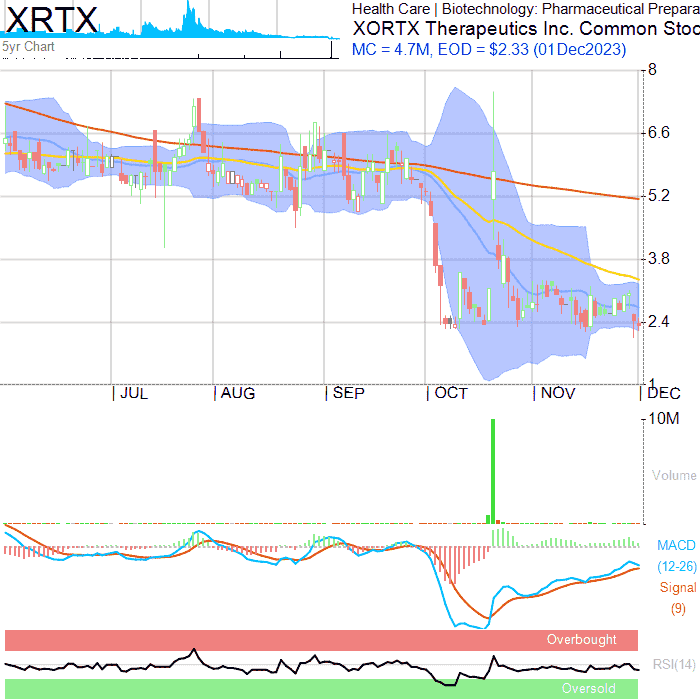 XRTX
5yr Chart
Health Care | Biotechnology: Pharmaceutical Prepara
XORTX Therapeutics Inc. Common Stoc
MC = 4.7M, EOD = $2.33 (01Dec2023)
8
6.6
5.2
3.8
2.4
1
JUL AUG SEP OCT NOV DEC
10M
Volume
MACD
(12-26)
Signal
(9)
Overbought
RSI(14)
Oversold